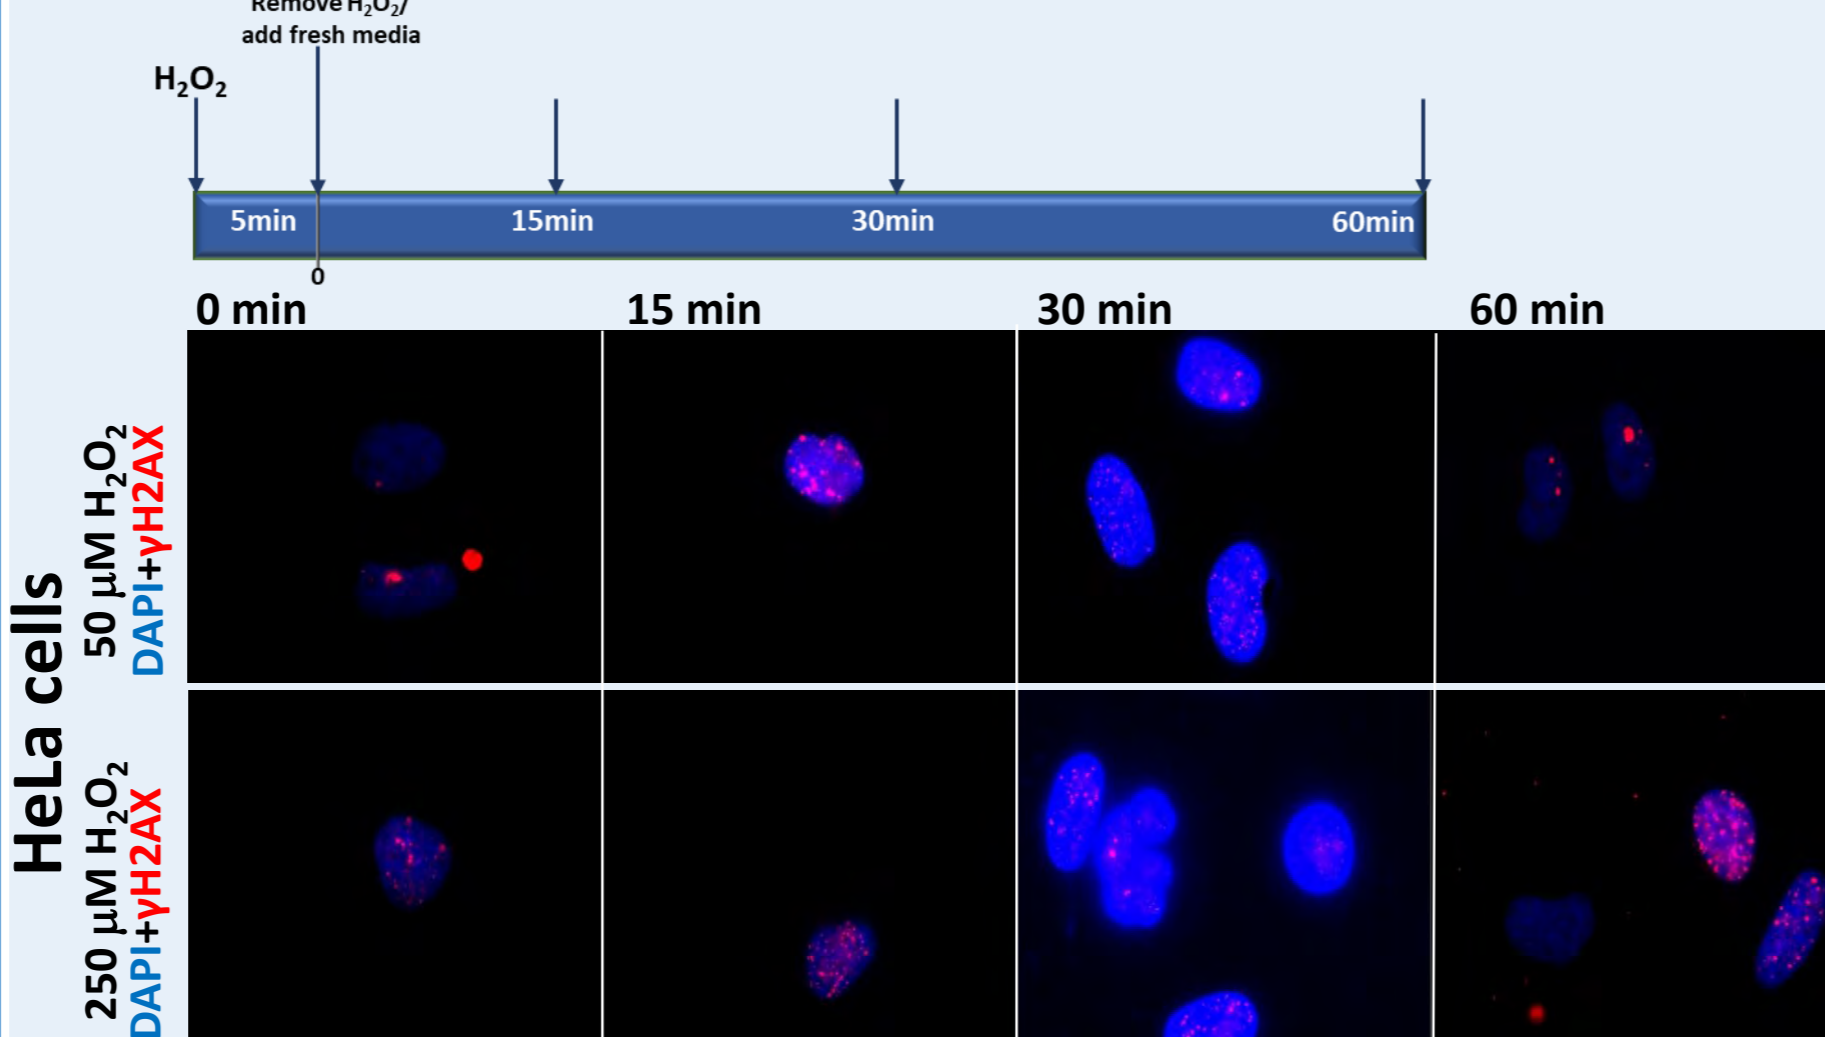 Remove H₂O₂/
add fresh media
H₂O₂
5min
15min
30min
60min
0
0 min
15 min
30 min
60 min
HeLa cells
50 µM H₂O₂
DAPI+γH2AX
250 µM H₂O₂
DAPI+γH2AX